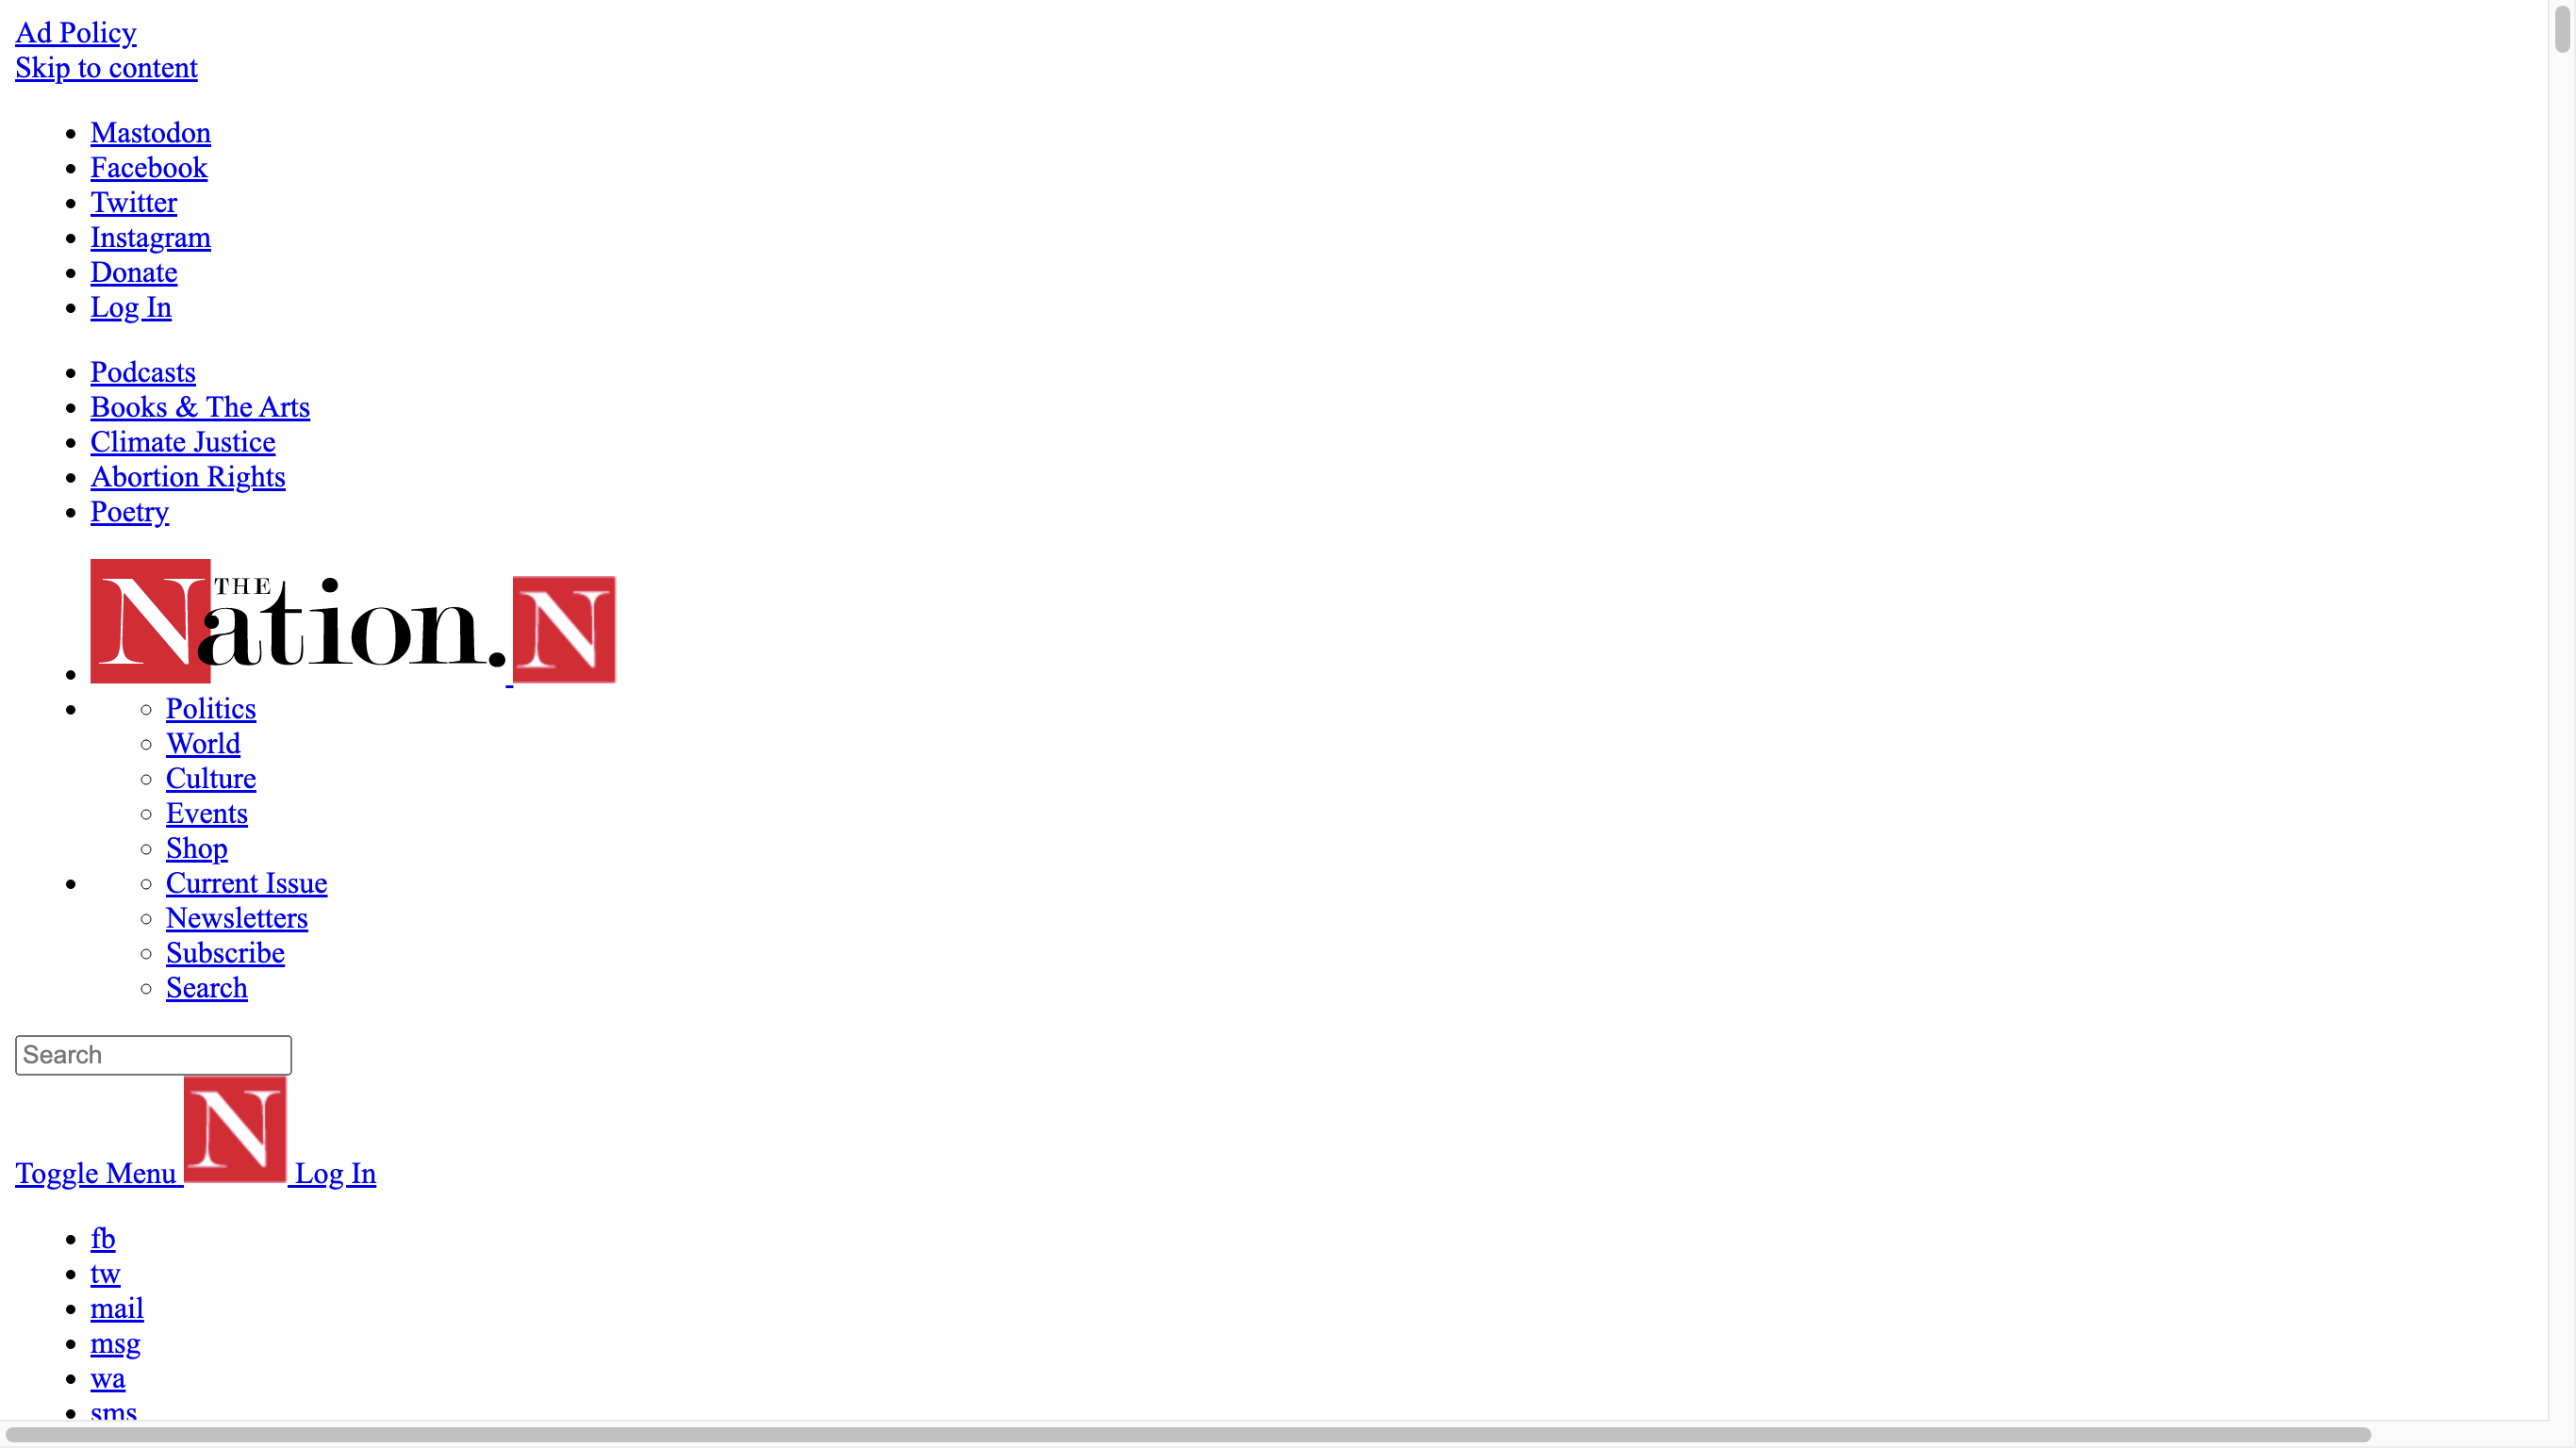 Ad Policy
Skip to content
Mastodon
Facebook
Twitter
Instagram
Donate
Log In
Podcasts
Books & The Arts
Climate Justice
Abortion Rights
Poetry
THE Nation. N
Politics
World
Culture
Events
Shop
Current Issue
Newsletters
Subscribe
Search
Search
Toggle Menu N Log In
fb
tw
mail
msg
wa
sms